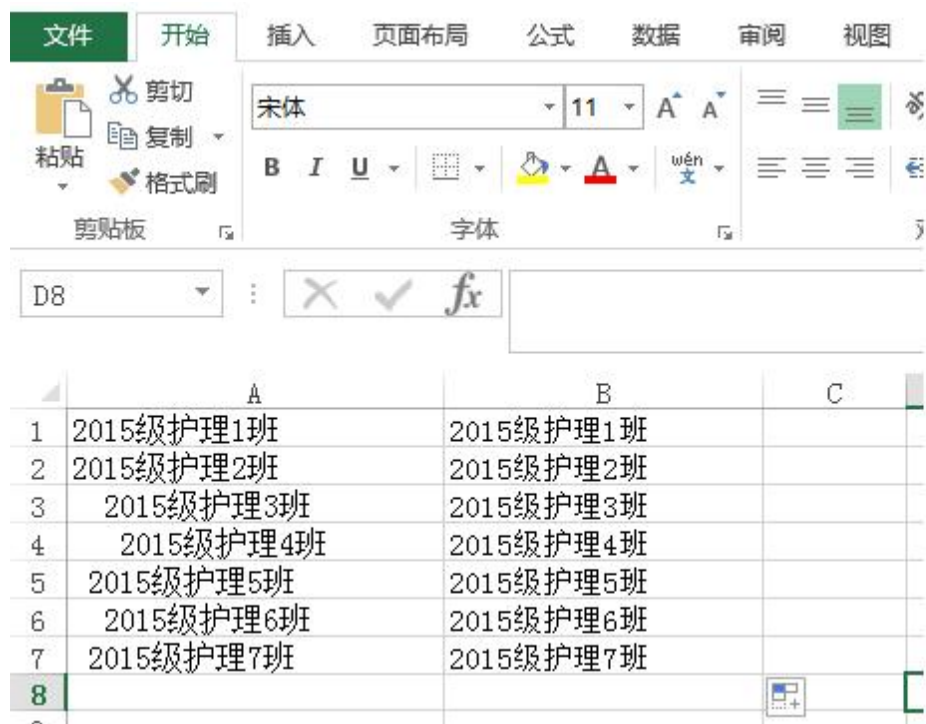 文件 开始 插入 页面布局 公式 数据 审阅 视图
剪切
宋体 11 A A
复制
粘贴
B I U A wén 文
格式刷
剪贴板 字体
D8 fx
A B C
1 2015级护理1班 2015级护理1班
2 2015级护理2班 2015级护理2班
3 2015级护理3班 2015级护理3班
4 2015级护理4班 2015级护理4班
5 2015级护理5班 2015级护理5班
6 2015级护理6班 2015级护理6班
7 2015级护理7班 2015级护理7班
8